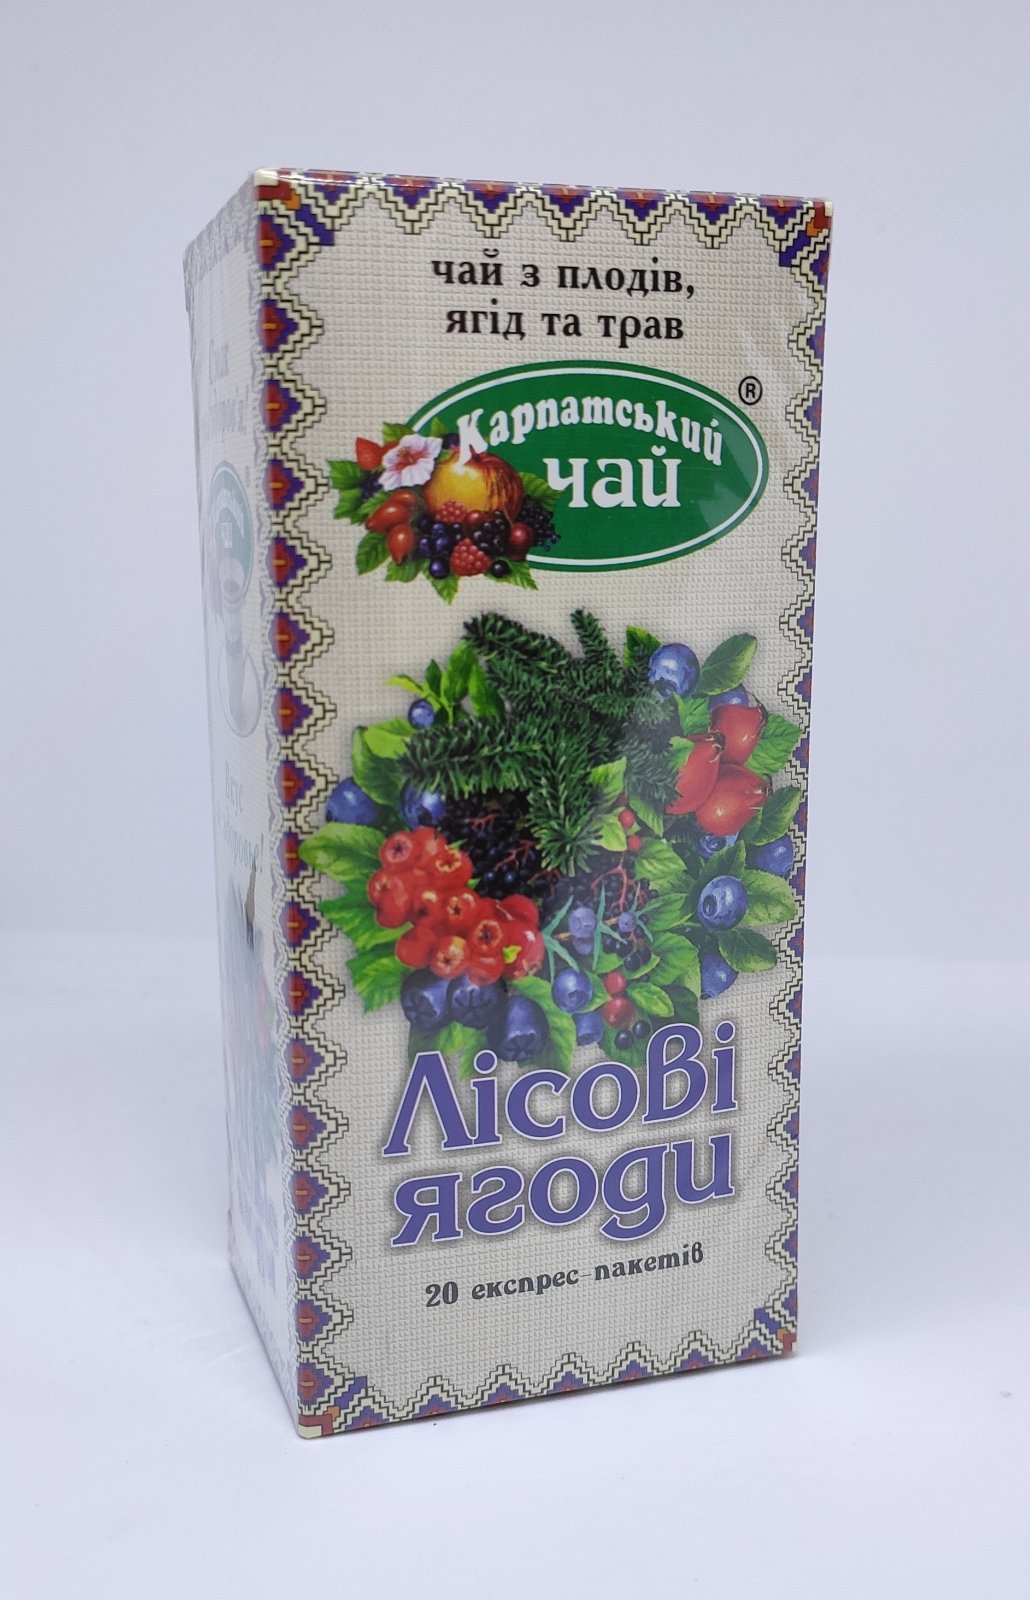 чай з плодів,
ягід та трав
Карпатський
®
чай
Лісові
ягоди
20 експрес-пакетів